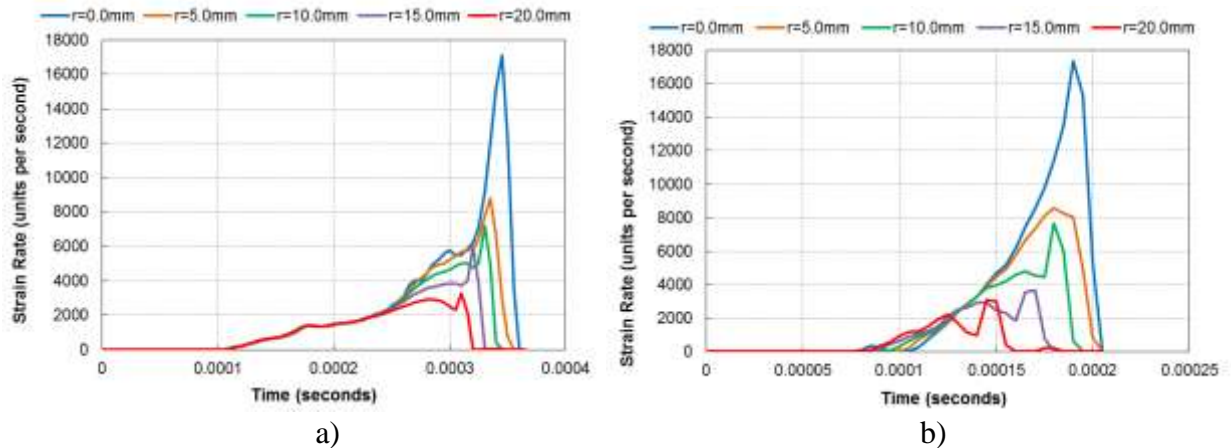 r=0.0mm r=5.0mm r=10.0mm r=15.0mm r=20.0mm
18000
16000
14000
12000
10000
8000
6000
4000
2000
0
Strain Rate (units per second)
0 0.0001 0.0002 0.0003 0.0004
Time (seconds)
a)
r=0.0mm r=5.0mm r=10.0mm r=15.0mm r=20.0mm
18000
16000
14000
12000
10000
8000
6000
4000
2000
0
Strain Rate (units per second)
0 0.00005 0.0001 0.00015 0.0002 0.00025
Time (seconds)
b)